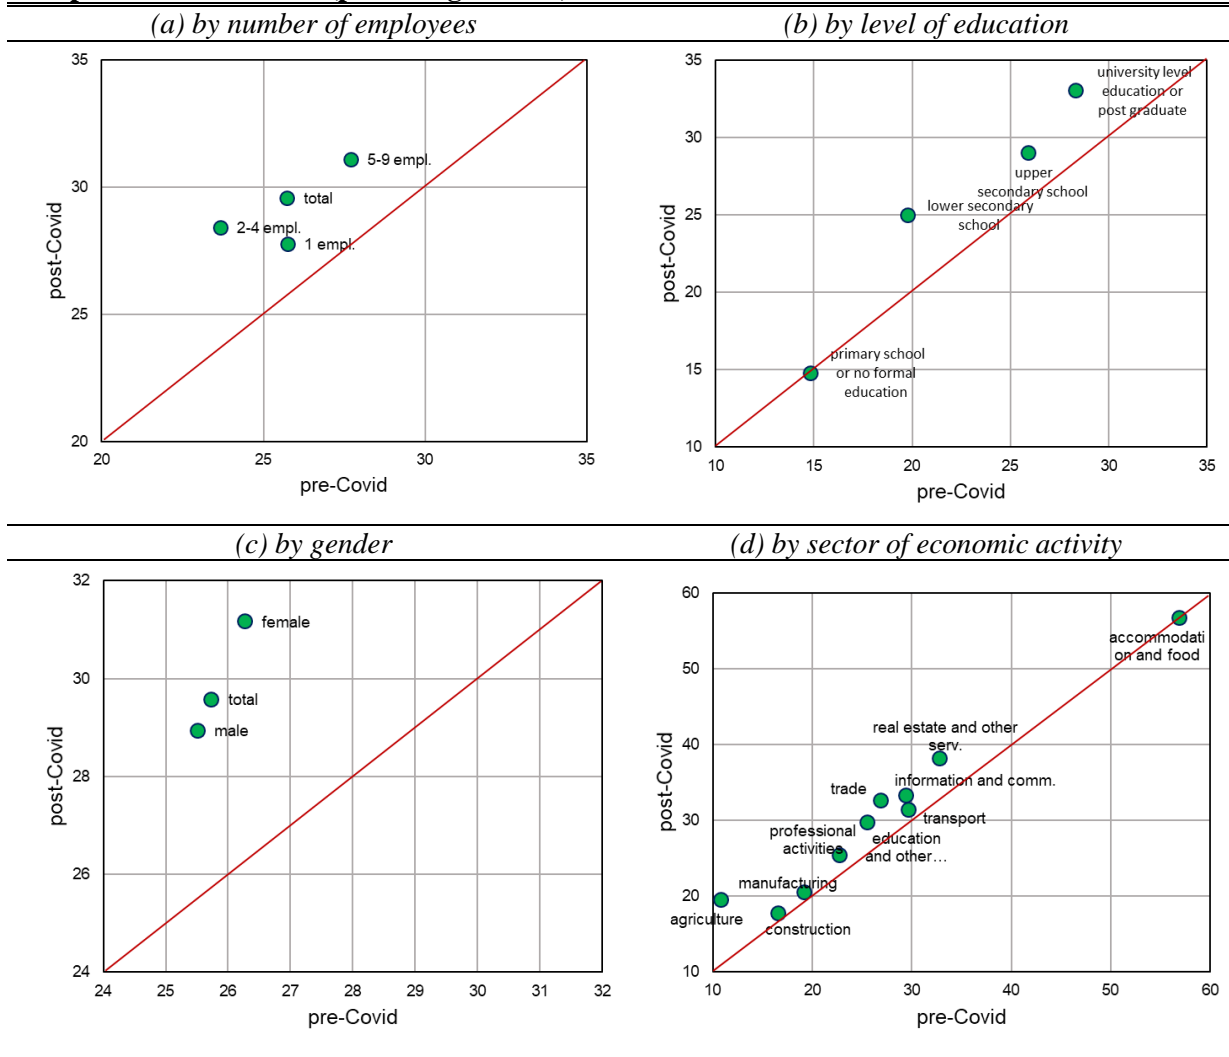 (a) by number of employees
(b) by level of education
35
30
25
20
20
25
30
35
post-Covid
pre-Covid
5-9 empl.
total
2-4 empl.
1 empl.
35
30
25
20
15
10
10
15
20
25
30
35
post-Covid
pre-Covid
university level
education or
post graduate
upper
secondary school
lower secondary
school
primary school
or no formal
education
(c) by gender
(d) by sector of economic activity
32
30
28
26
24
24
25
26
27
28
29
30
31
32
post-Covid
pre-Covid
female
total
male
60
50
40
30
20
10
10
20
30
40
50
60
post-Covid
pre-Covid
accommodati
on and food
real estate and other
serv.
information and comm.
trade
transport
professional
activities
education
and other…
manufacturing
agriculture
construction